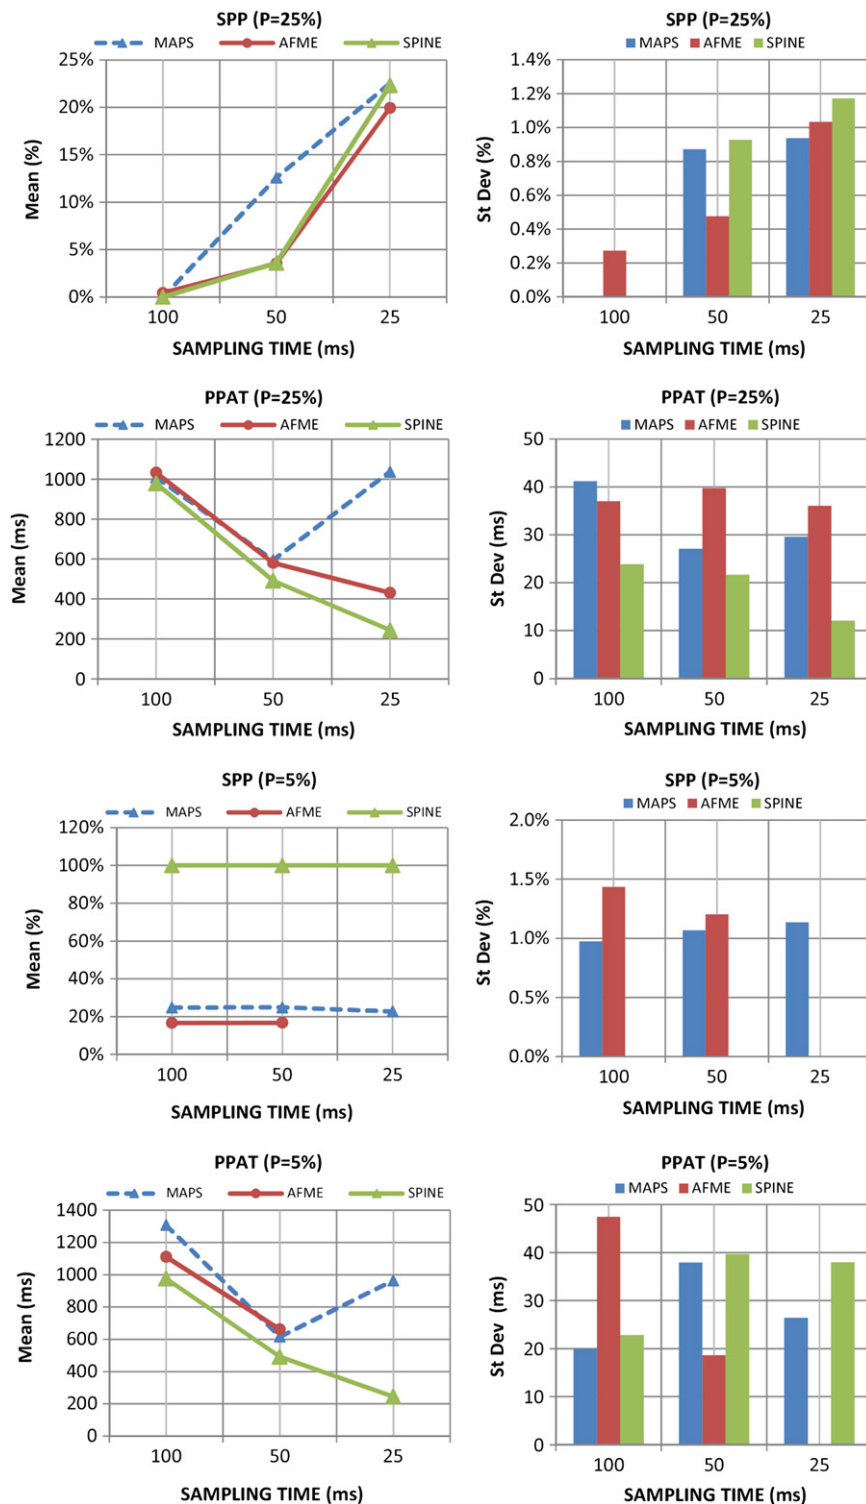 SPP (P=25%)
MAPS AFME SPINE
25%
20%
15%
10%
5%
0%
Mean (%)
100 50 25
SAMPLING TIME (ms)
SPP (P=25%)
MAPS AFME SPINE
1.4%
1.2%
1.0%
0.8%
0.6%
0.4%
0.2%
0.0%
St Dev (%)
100 50 25
SAMPLING TIME (ms)
PPAT (P=25%)
MAPS AFME SPINE
1200
1000
800
600
400
200
0
Mean (ms)
100 50 25
SAMPLING TIME (ms)
PPAT (P=25%)
MAPS AFME SPINE
50
40
30
20
10
0
St Dev (ms)
100 50 25
SAMPLING TIME (ms)
SPP (P=5%)
MAPS AFME SPINE
120%
100%
80%
60%
40%
20%
0%
Mean (%)
100 50 25
SAMPLING TIME (ms)
SPP (P=5%)
MAPS AFME SPINE
2.0%
1.5%
1.0%
0.5%
0.0%
St Dev (%)
100 50 25
SAMPLING TIME (ms)
PPAT (P=5%)
MAPS AFME SPINE
1400
1200
1000
800
600
400
200
0
Mean (ms)
100 50 25
SAMPLING TIME (ms)
PPAT (P=5%)
MAPS AFME SPINE
50
40
30
20
10
0
St Dev (ms)
100 50 25
SAMPLING TIME (ms)